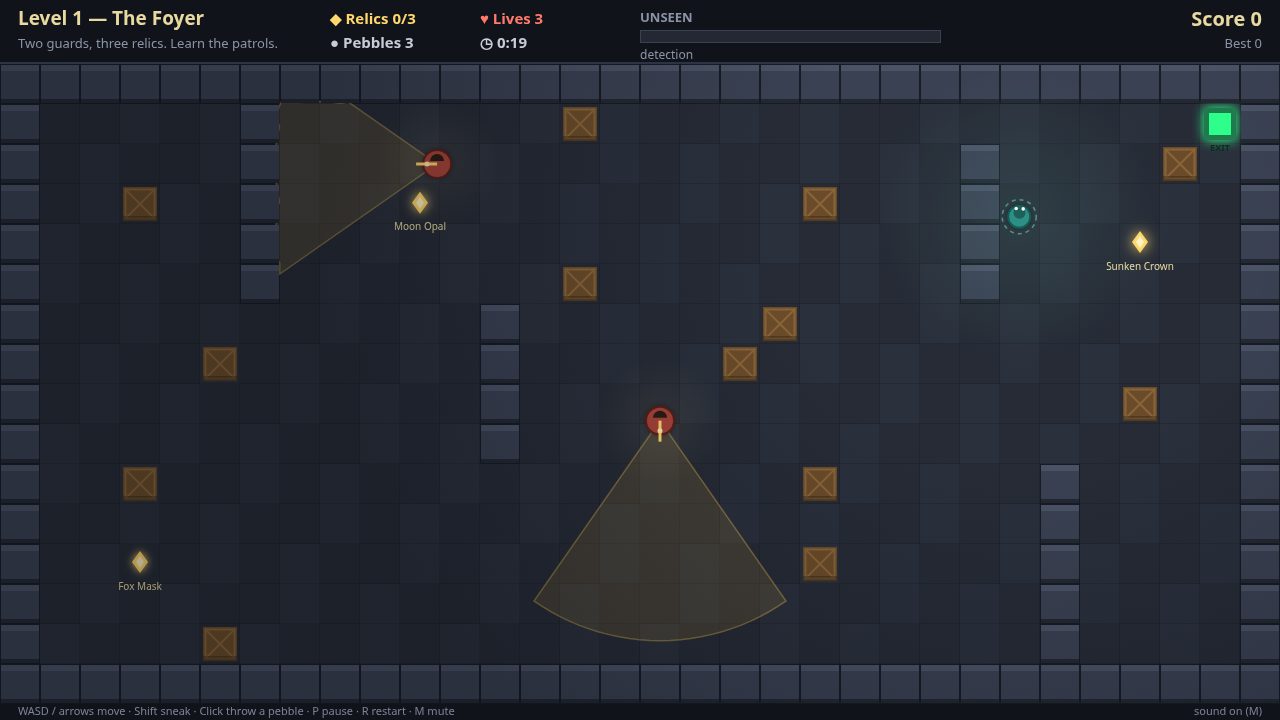 Level 1 — The Foyer
Two guards, three relics. Learn the patrols.
◆ Relics 0/3
● Pebbles 3
♥ Lives 3
◷ 0:19
UNSEEN
detection
Score 0
Best 0
EXIT
Moon Opal
Sunken Crown
Fox Mask
WASD / arrows move · Shift sneak · Click throw a pebble · P pause · R restart · M mute
sound on (M)